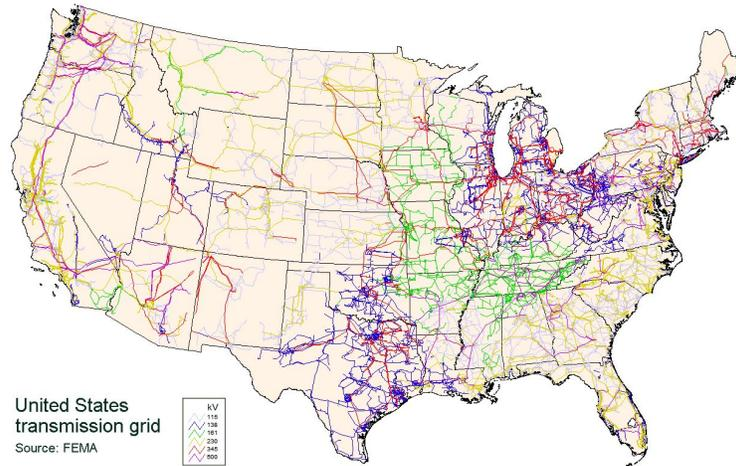 United States
transmission grid
Source: FEMA
kV
115
138
161
230
345
500